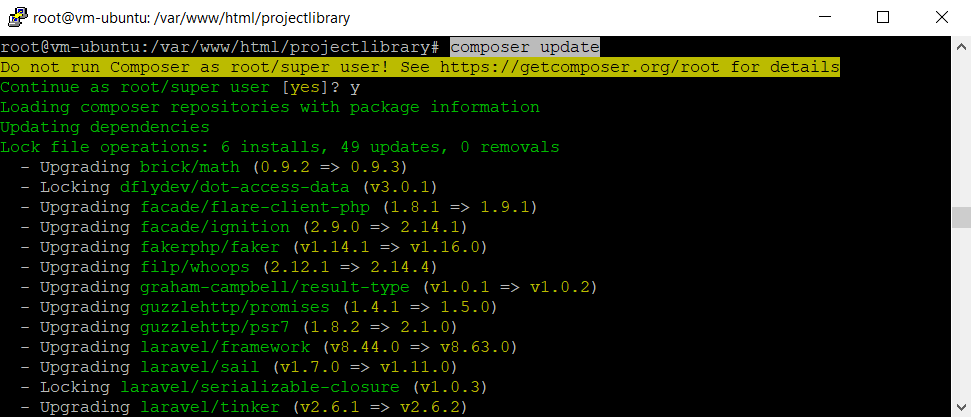 root@vm-ubuntu: /var/www/html/projectlibrary
root@vm-ubuntu:/var/www/html/projectlibrary# composer update
Do not run Composer as root/super user! See https://getcomposer.org/root for details
Continue as root/super user [yes]? y
Loading composer repositories with package information
Updating dependencies
Lock file operations: 6 installs, 49 updates, 0 removals
  - Upgrading brick/math (0.9.2 => 0.9.3)
  - Locking dflydev/dot-access-data (v3.0.1)
  - Upgrading facade/flare-client-php (1.8.1 => 1.9.1)
  - Upgrading facade/ignition (2.9.0 => 2.14.1)
  - Upgrading fakerphp/faker (v1.14.1 => v1.16.0)
  - Upgrading filp/whoops (2.12.1 => 2.14.4)
  - Upgrading graham-campbell/result-type (v1.0.1 => v1.0.2)
  - Upgrading guzzlehttp/promises (1.4.1 => 1.5.0)
  - Upgrading guzzlehttp/psr7 (1.8.2 => 2.1.0)
  - Upgrading laravel/framework (v8.44.0 => v8.63.0)
  - Upgrading laravel/sail (v1.7.0 => v1.11.0)
  - Locking laravel/serializable-closure (v1.0.3)
  - Upgrading laravel/tinker (v2.6.1 => v2.6.2)